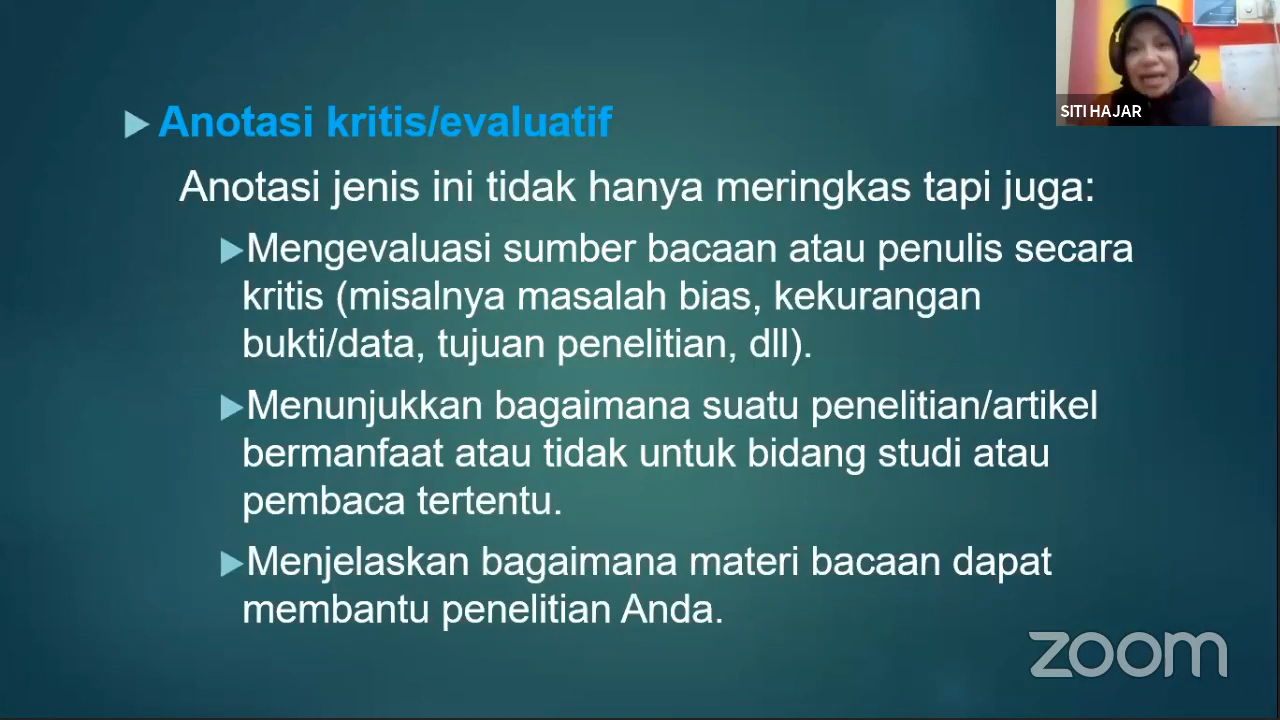 SITI HAJAR
Anotasi kritis/evaluatif
Anotasi jenis ini tidak hanya meringkas tapi juga:
Mengevaluasi sumber bacaan atau penulis secara
kritis (misalnya masalah bias, kekurangan
bukti/data, tujuan penelitian, dll).
Menunjukkan bagaimana suatu penelitian/artikel
bermanfaat atau tidak untuk bidang studi atau
pembaca tertentu.
Menjelaskan bagaimana materi bacaan dapat
membantu penelitian Anda.
zoom